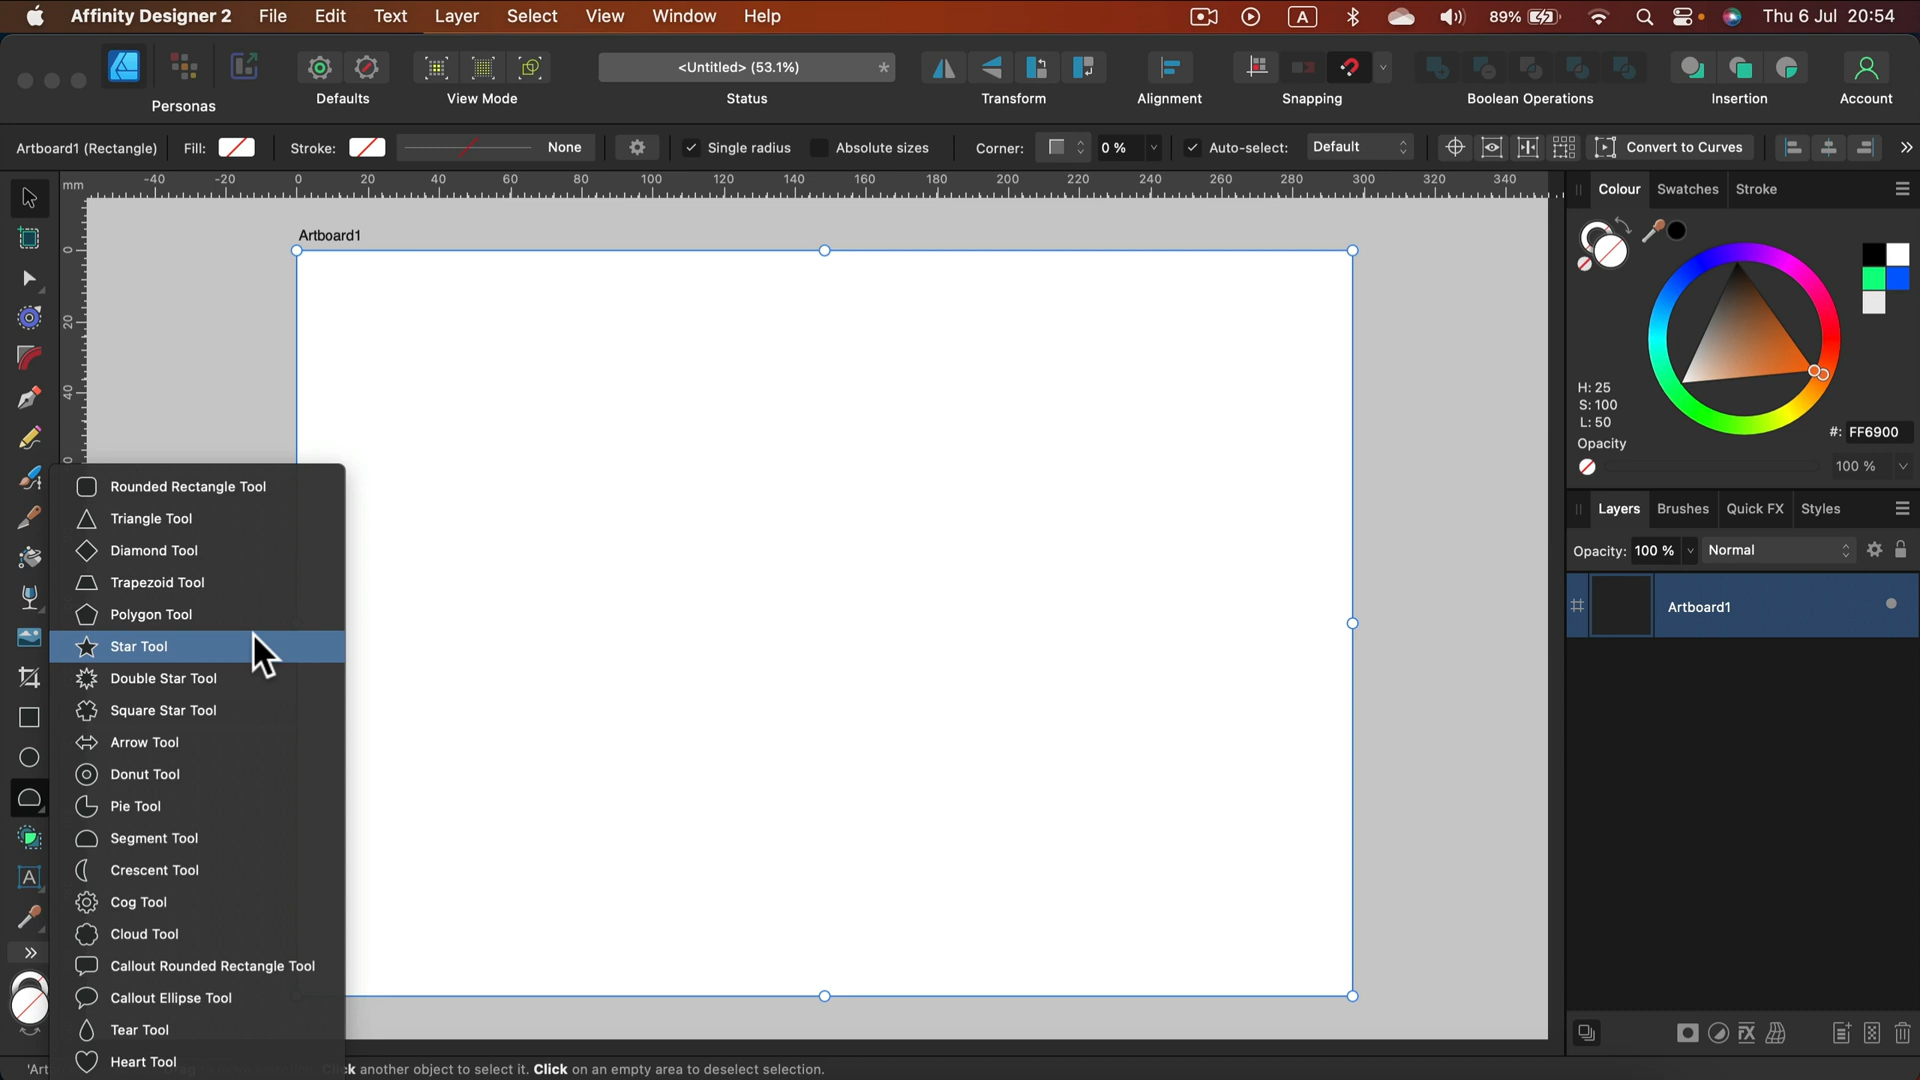 Affinity Designer 2 File Edit Text Layer Select View Window Help A 89% Thu 6 Jul 20:54
<Untitled> (53.1%) *
Personas Defaults View Mode Status Transform Alignment Snapping Boolean Operations Insertion Account
Artboard1 (Rectangle) Fill: Stroke: None Single radius Absolute sizes Corner: 0 % Auto-select: Default Convert to Curves
mm -40 -20 0 20 40 60 80 100 120 140 160 180 200 220 240 260 280 300 320 340
Colour Swatches Stroke
Artboard1
0
20
40
H: 25
S: 100
L: 50
#: FF6900
Opacity
100 %
Layers Brushes Quick FX Styles
Opacity: 100 % Normal
Artboard1
Rounded Rectangle Tool
Triangle Tool
Diamond Tool
Trapezoid Tool
Polygon Tool
Star Tool
Double Star Tool
Square Star Tool
Arrow Tool
Donut Tool
Pie Tool
Segment Tool
Crescent Tool
Cog Tool
Cloud Tool
Callout Rounded Rectangle Tool
Callout Ellipse Tool
Tear Tool
Heart Tool
'Art ck another object to select it. Click on an empty area to deselect selection.